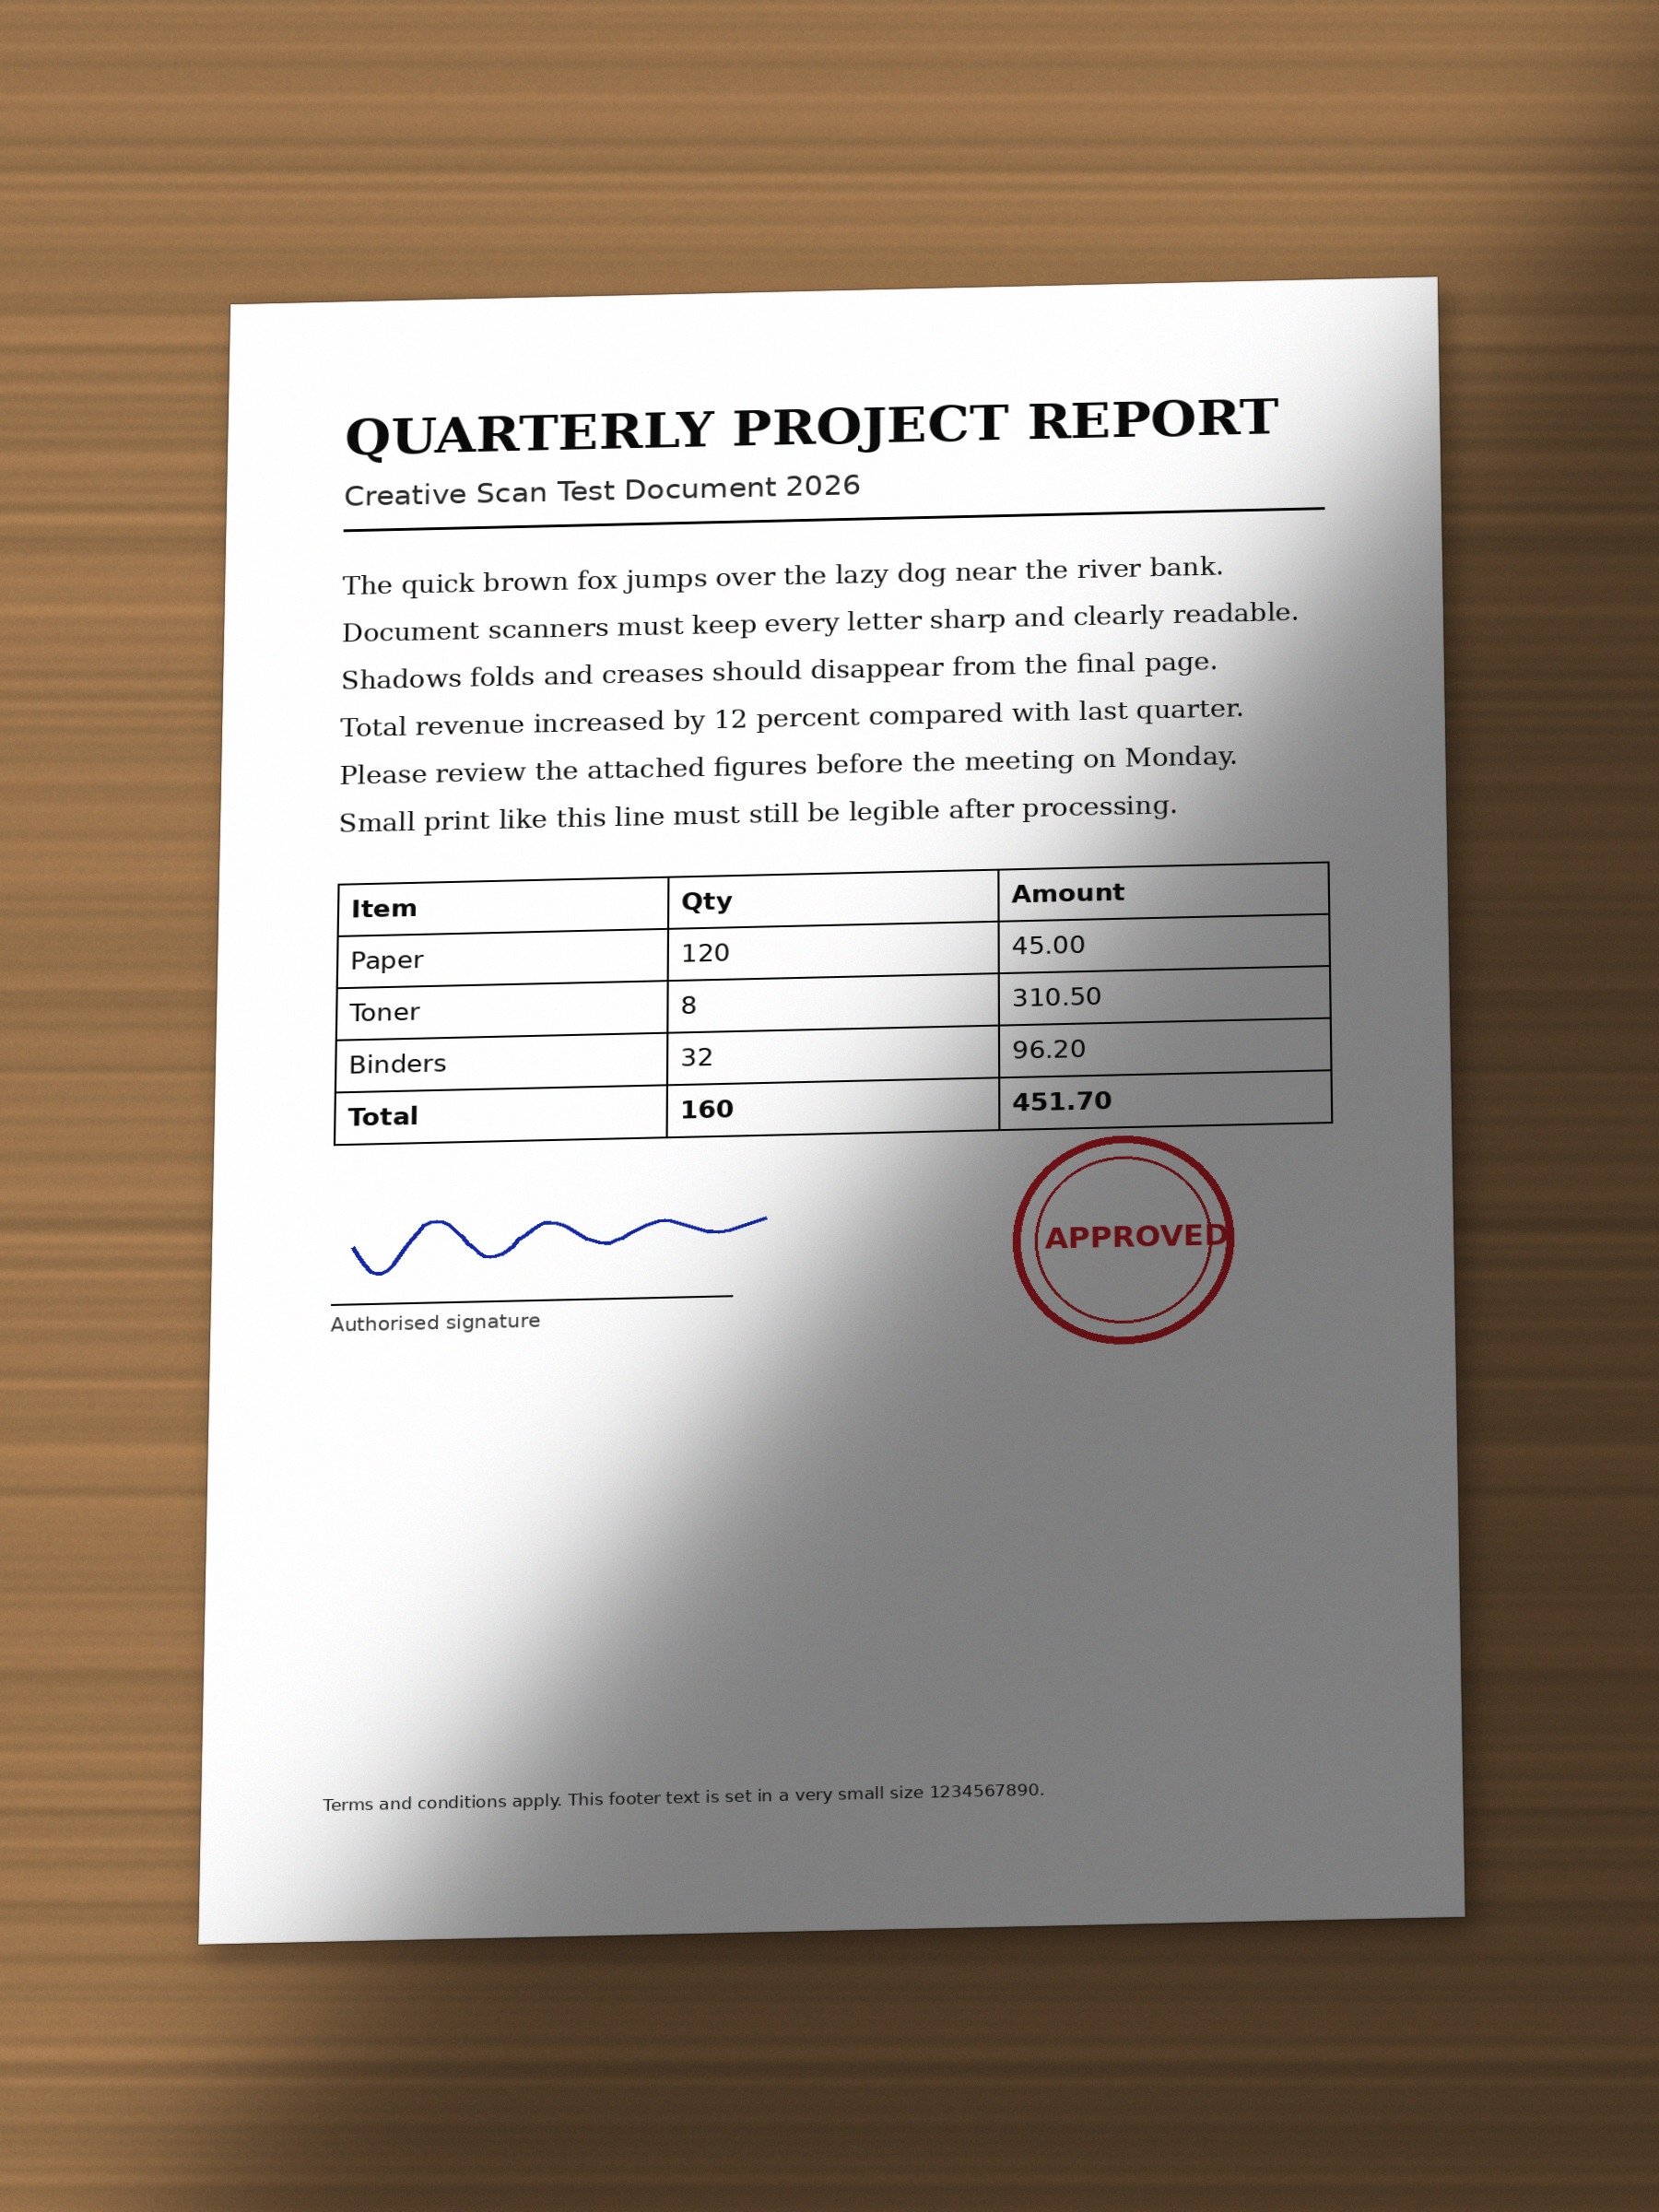 QUARTERLY PROJECT REPORT
Creative Scan Test Document 2026
The quick brown fox jumps over the lazy dog near the river bank.
Document scanners must keep every letter sharp and clearly readable.
Shadows folds and creases should disappear from the final page.
Total revenue increased by 12 percent compared with last quarter.
Please review the attached figures before the meeting on Monday.
Small print like this line must still be legible after processing.
Item Qty Amount
Paper 120 45.00
Toner 8 310.50
Binders 32 96.20
Total 160 451.70
APPROVED
Authorised signature
Terms and conditions apply. This footer text is set in a very small size 1234567890.